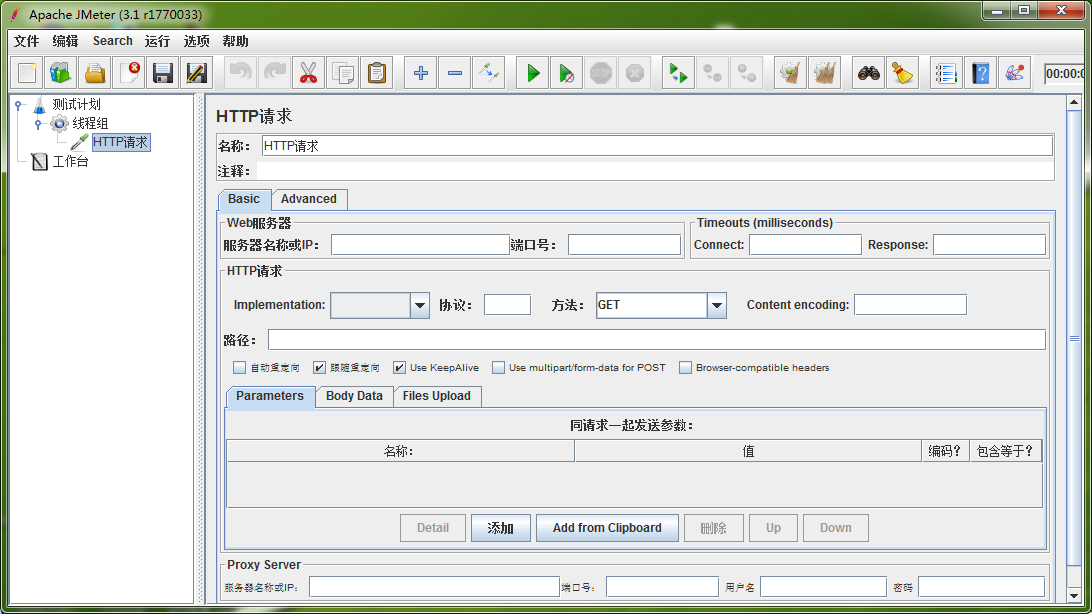 Apache JMeter (3.1 r1770033)
文件 编辑 Search 运行 选项 帮助
STOP
00:00:0
测试计划
线程组
HTTP请求
工作台
HTTP请求
名称： HTTP请求
注释：
Basic Advanced
Web服务器
服务器名称或IP： 端口号：
Timeouts (milliseconds)
Connect: Response:
HTTP请求
Implementation: 协议： 方法： GET Content encoding:
路径：
自动重定向 跟随重定向 Use KeepAlive Use multipart/form-data for POST Browser-compatible headers
Parameters Body Data Files Upload
同请求一起发送参数：
名称： 值 编码？ 包含等于？
Detail 添加 Add from Clipboard 删除 Up Down
Proxy Server
服务器名称或IP： 端口号： 用户名 密码